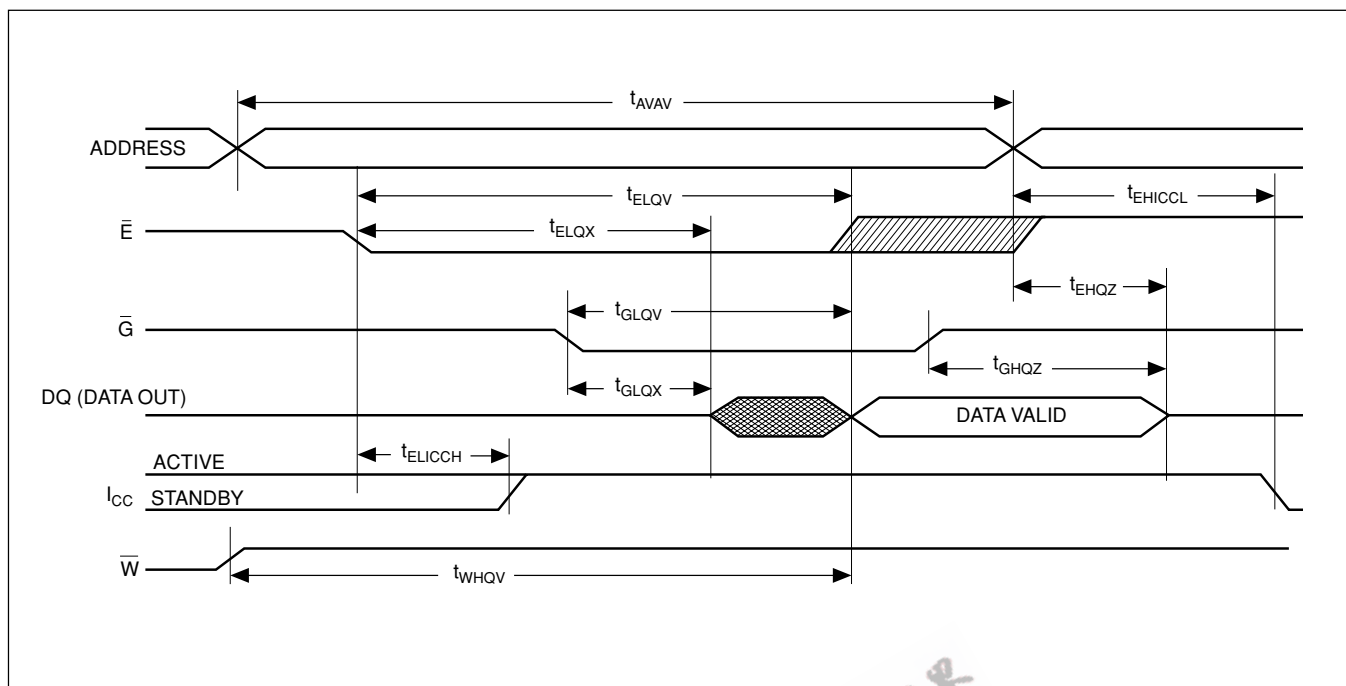 tAVAV
ADDRESS
tELQV
tEHICCL
E̅
tELQX
tEHQZ
G̅
tGLQV
tGHQZ
tGLQX
DQ (DATA OUT)
DATA VALID
tELICCH
ACTIVE
ICC STANDBY
W̅
tWHQV